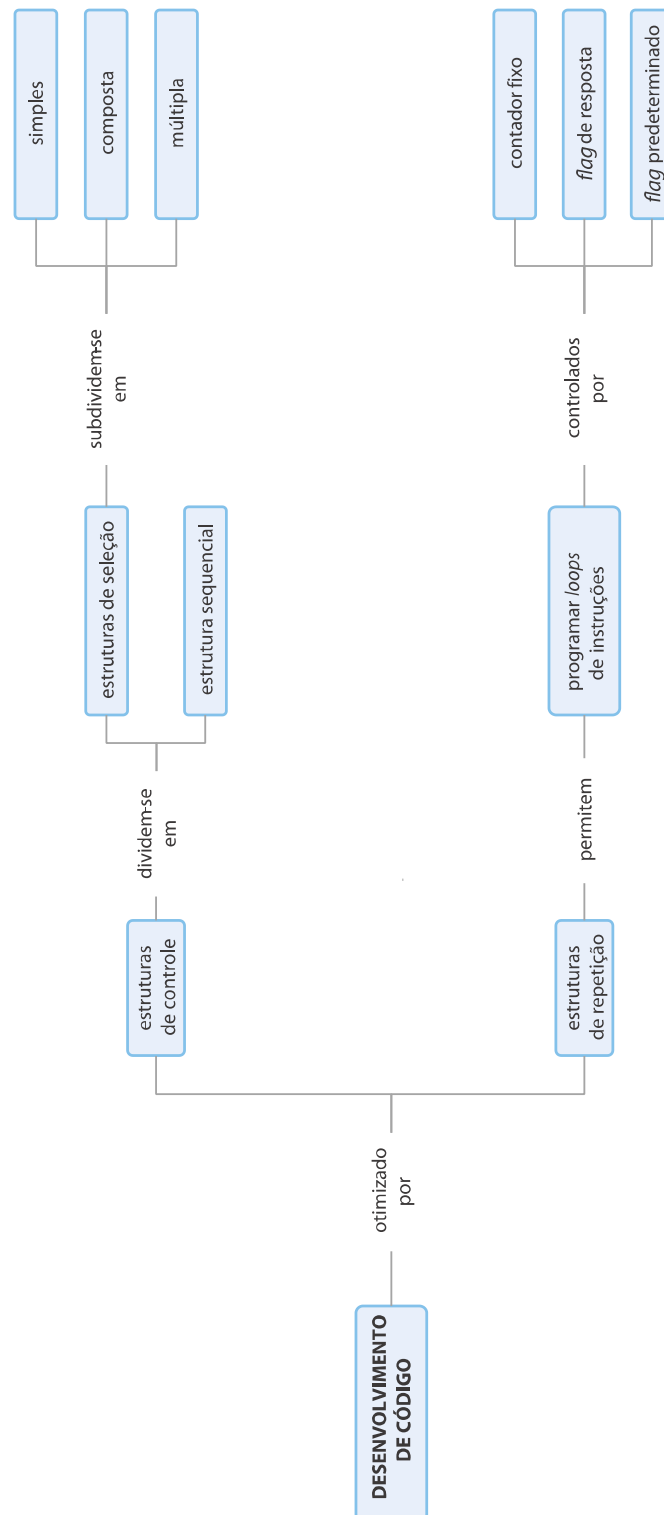 DESENVOLVIMENTO
DE CÓDIGO
otimizado
por
estruturas
de controle
dividem-se
em
estruturas de seleção
estrutura sequencial
subdividem-se
em
simples
composta
múltipla
estruturas
de repetição
permitem
programar loops
de instruções
controlados
por
contador fixo
flag de resposta
flag predeterminado